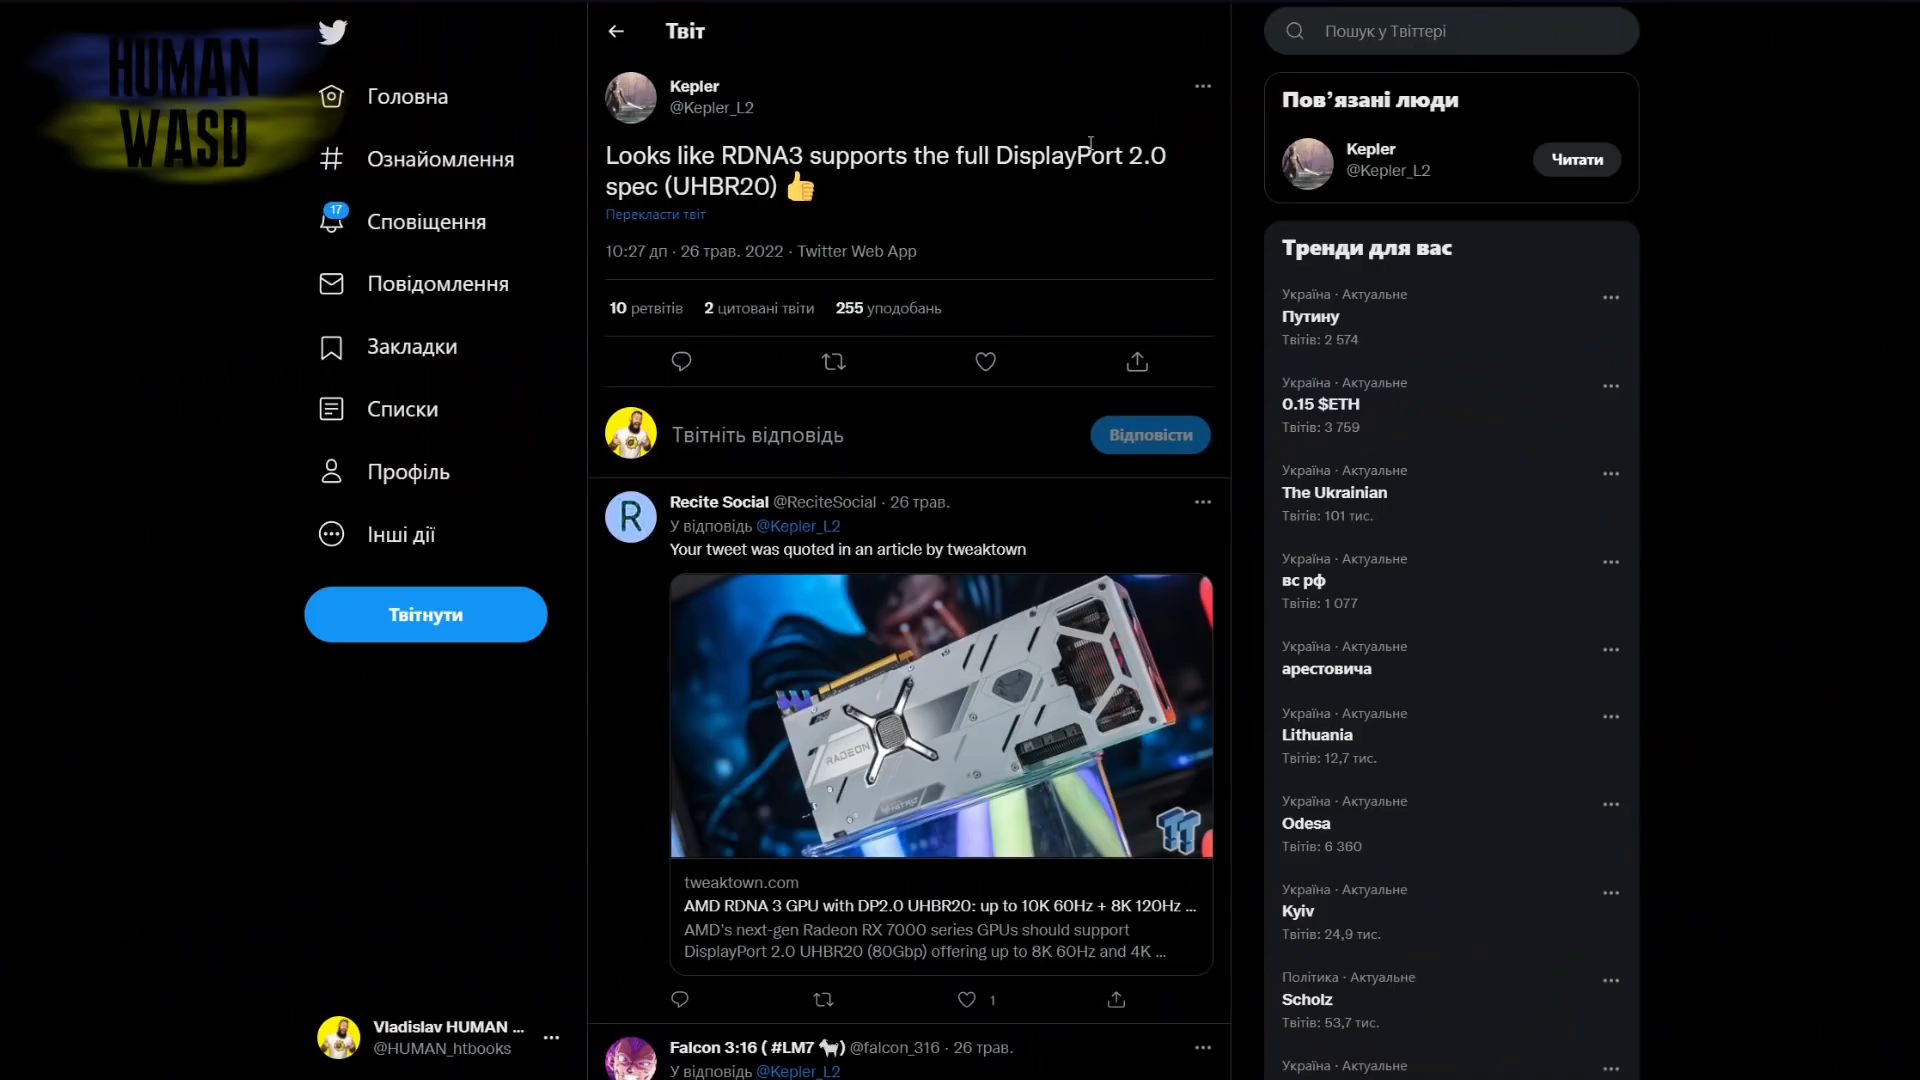 HUMAN
WASD
Головна
Ознайомлення
17
Сповіщення
Повідомлення
Закладки
Списки
Профіль
Інші дії
Твітнути
Vladislav HUMAN ...
@HUMAN_htbooks
Твіт
Kepler
@Kepler_L2
Looks like RDNA3 supports the full DisplayPort 2.0
spec (UHBR20) 👍
Перекласти твіт
10:27 дп · 26 трав. 2022 · Twitter Web App
10 ретвітів 2 цитовані твіти 255 уподобань
Твітніть відповідь
Відповісти
Recite Social @ReciteSocial · 26 трав.
У відповідь @Kepler_L2
Your tweet was quoted in an article by tweaktown
RADEON
NITRO
TT
tweaktown.com
AMD RDNA 3 GPU with DP2.0 UHBR20: up to 10K 60Hz + 8K 120Hz ...
AMD's next-gen Radeon RX 7000 series GPUs should support
DisplayPort 2.0 UHBR20 (80Gbp) offering up to 8K 60Hz and 4K ...
1
Falcon 3:16 ( #LM7 🐐) @falcon_316 · 26 трав.
У відповідь @Kepler_L2
Пошук у Твіттері
Пов’язані люди
Kepler
@Kepler_L2
Читати
Тренди для вас
Україна · Актуальне
Путину
Твітів: 2 574
Україна · Актуальне
0.15 $ETH
Твітів: 3 759
Україна · Актуальне
The Ukrainian
Твітів: 101 тис.
Україна · Актуальне
вс рф
Твітів: 1 077
Україна · Актуальне
арестовича
Україна · Актуальне
Lithuania
Твітів: 12,7 тис.
Україна · Актуальне
Odesa
Твітів: 6 360
Україна · Актуальне
Kyiv
Твітів: 24,9 тис.
Політика · Актуальне
Scholz
Твітів: 53,7 тис.
Україна · Актуальне